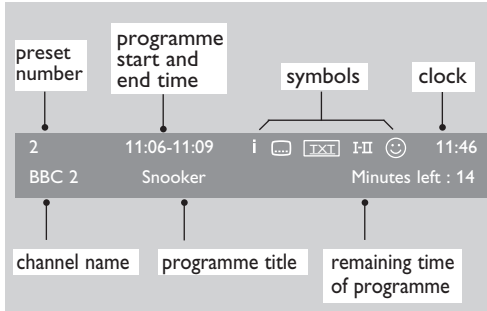 preset
number
programme
start and
end time
symbols
clock
2 11:06-11:09 i .... TXT I-II 11:46
BBC 2 Snooker Minutes left : 14
channel name
programme title
remaining time
of programme